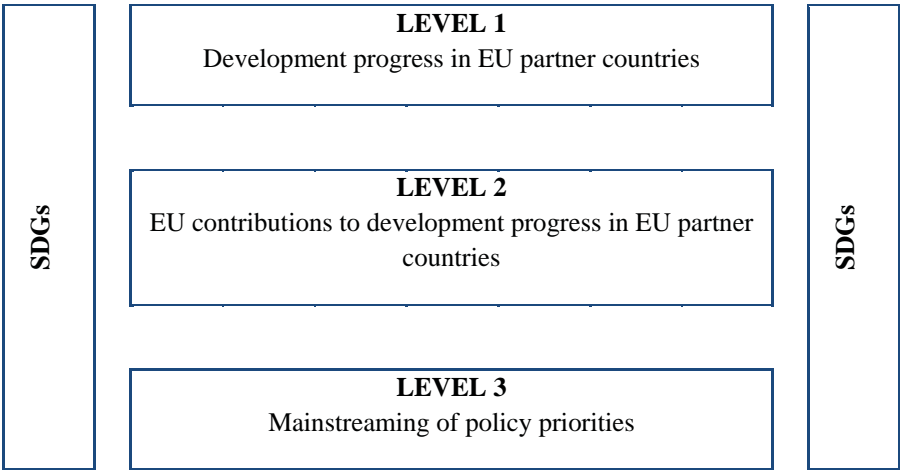 SDGs
LEVEL 1
Development progress in EU partner countries
LEVEL 2
EU contributions to development progress in EU partner
countries
LEVEL 3
Mainstreaming of policy priorities
SDGs